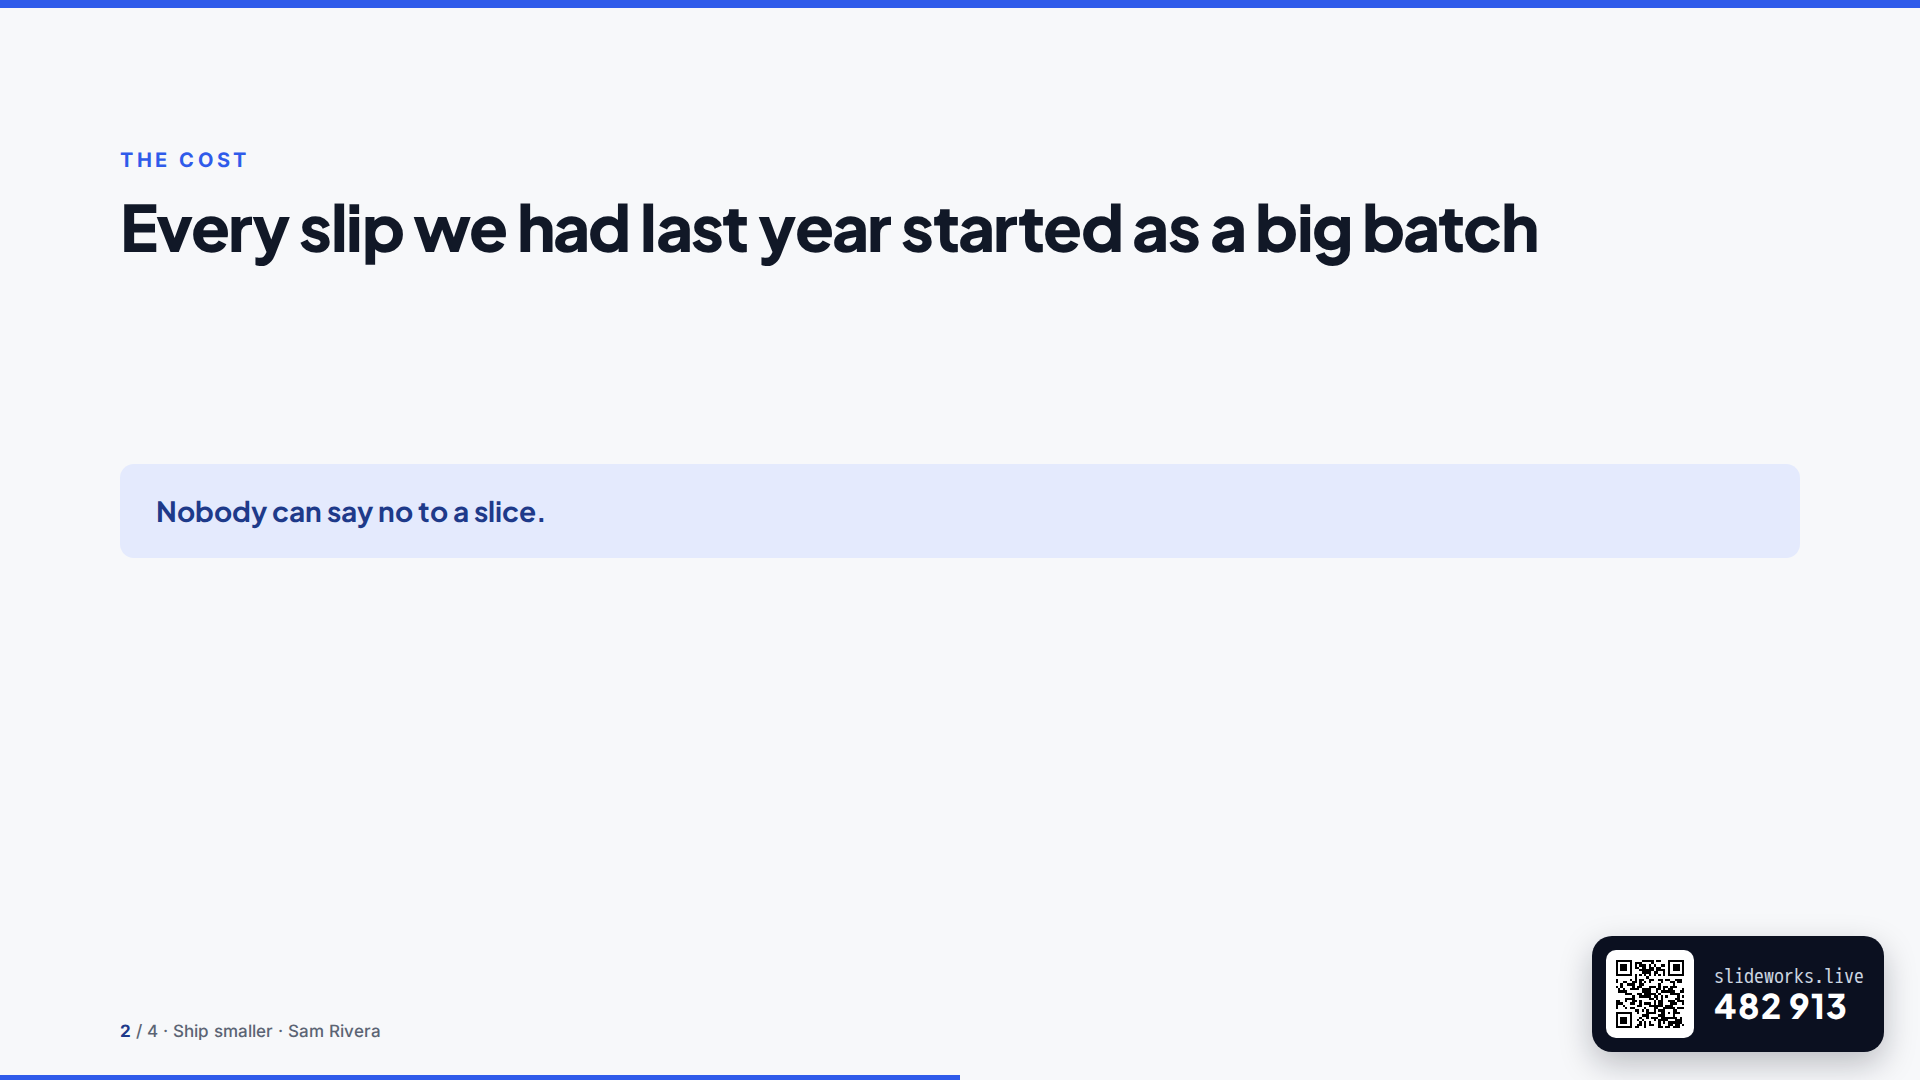 THE COST
Every slip we had last year started as a big batch
Nobody can say no to a slice.
2 / 4 · Ship smaller · Sam Rivera
slideworks.live
482 913